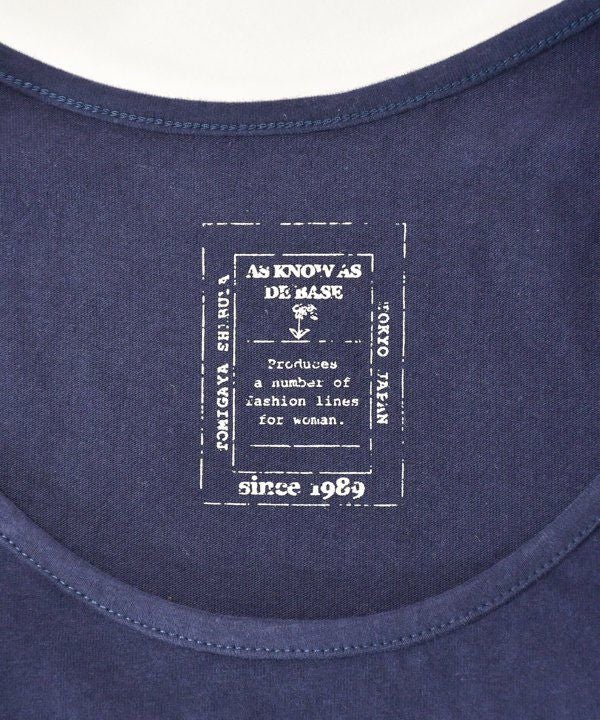 AS KNOW AS
DE BASE
Produces
a number of
fashion lines
for woman.
since 1989
TOMIGAYA SHIBUYA
TOKYO JAPAN